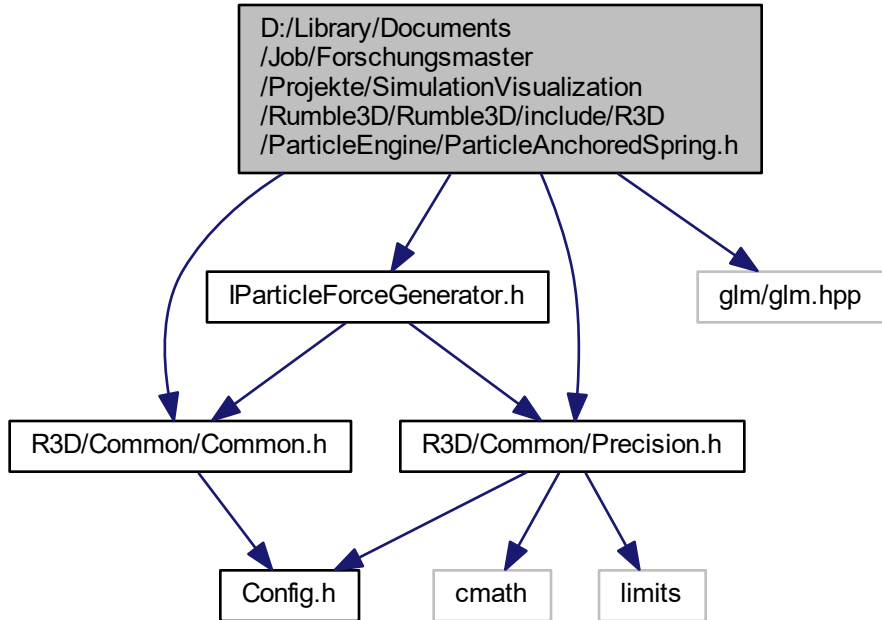 D:/Library/Documents
/Job/Forschungsmaster
/Projekte/SimulationVisualization
/Rumble3D/Rumble3D/include/R3D
/ParticleEngine/ParticleAnchoredSpring.h
IParticleForceGenerator.h
glm/glm.hpp
R3D/Common/Common.h
R3D/Common/Precision.h
Config.h
cmath
limits